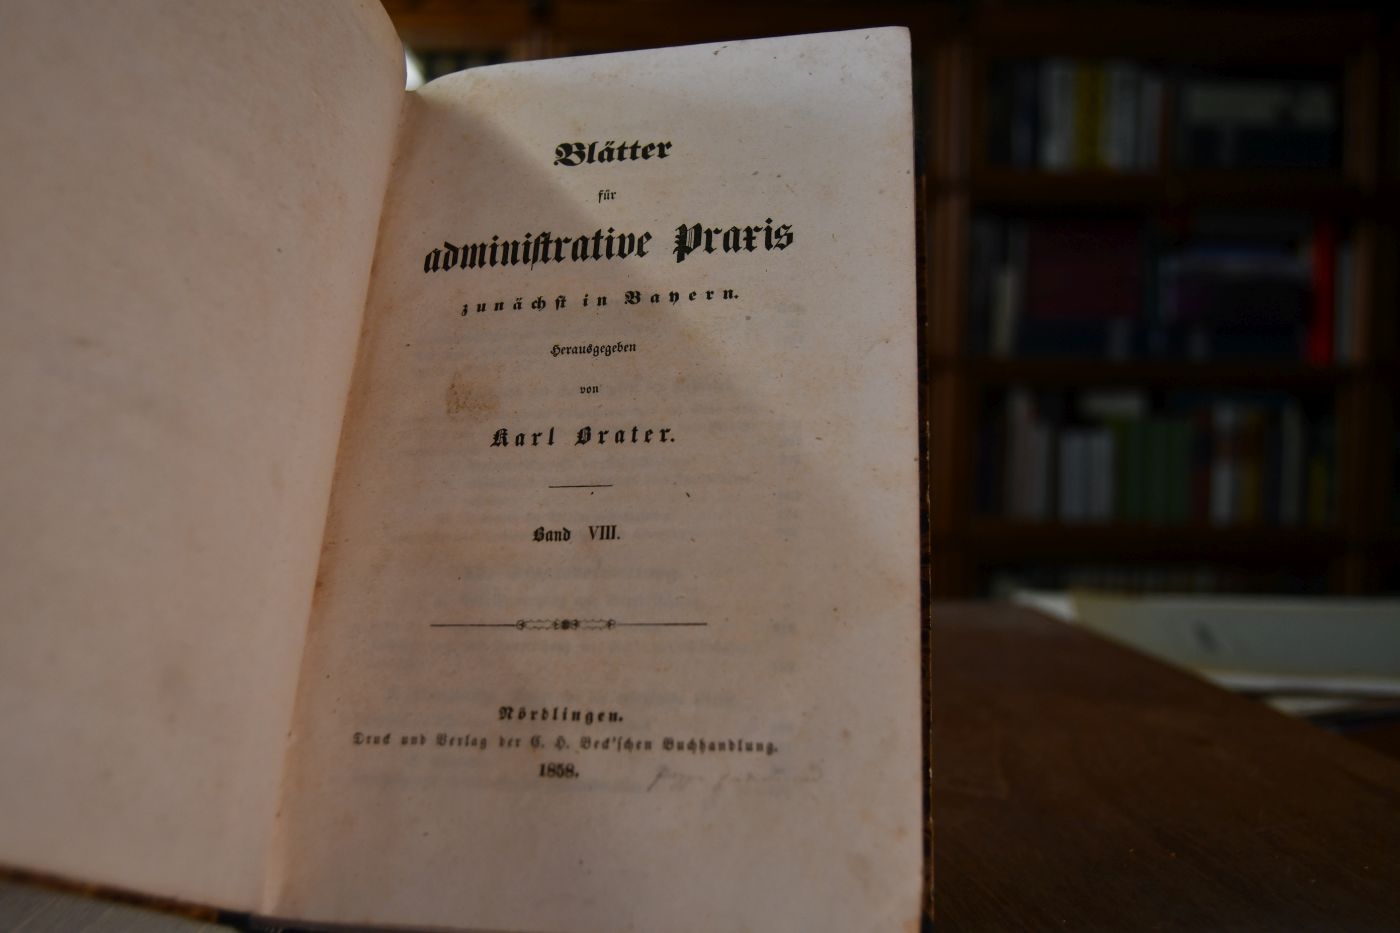 Blätter
für
administrative Praxis
zunächst in Bayern.
Herausgegeben
von
Karl Brater.
Band VIII.
Nördlingen.
Druck und Verlag der C. H. Beck'schen Buchhandlung.
1858.